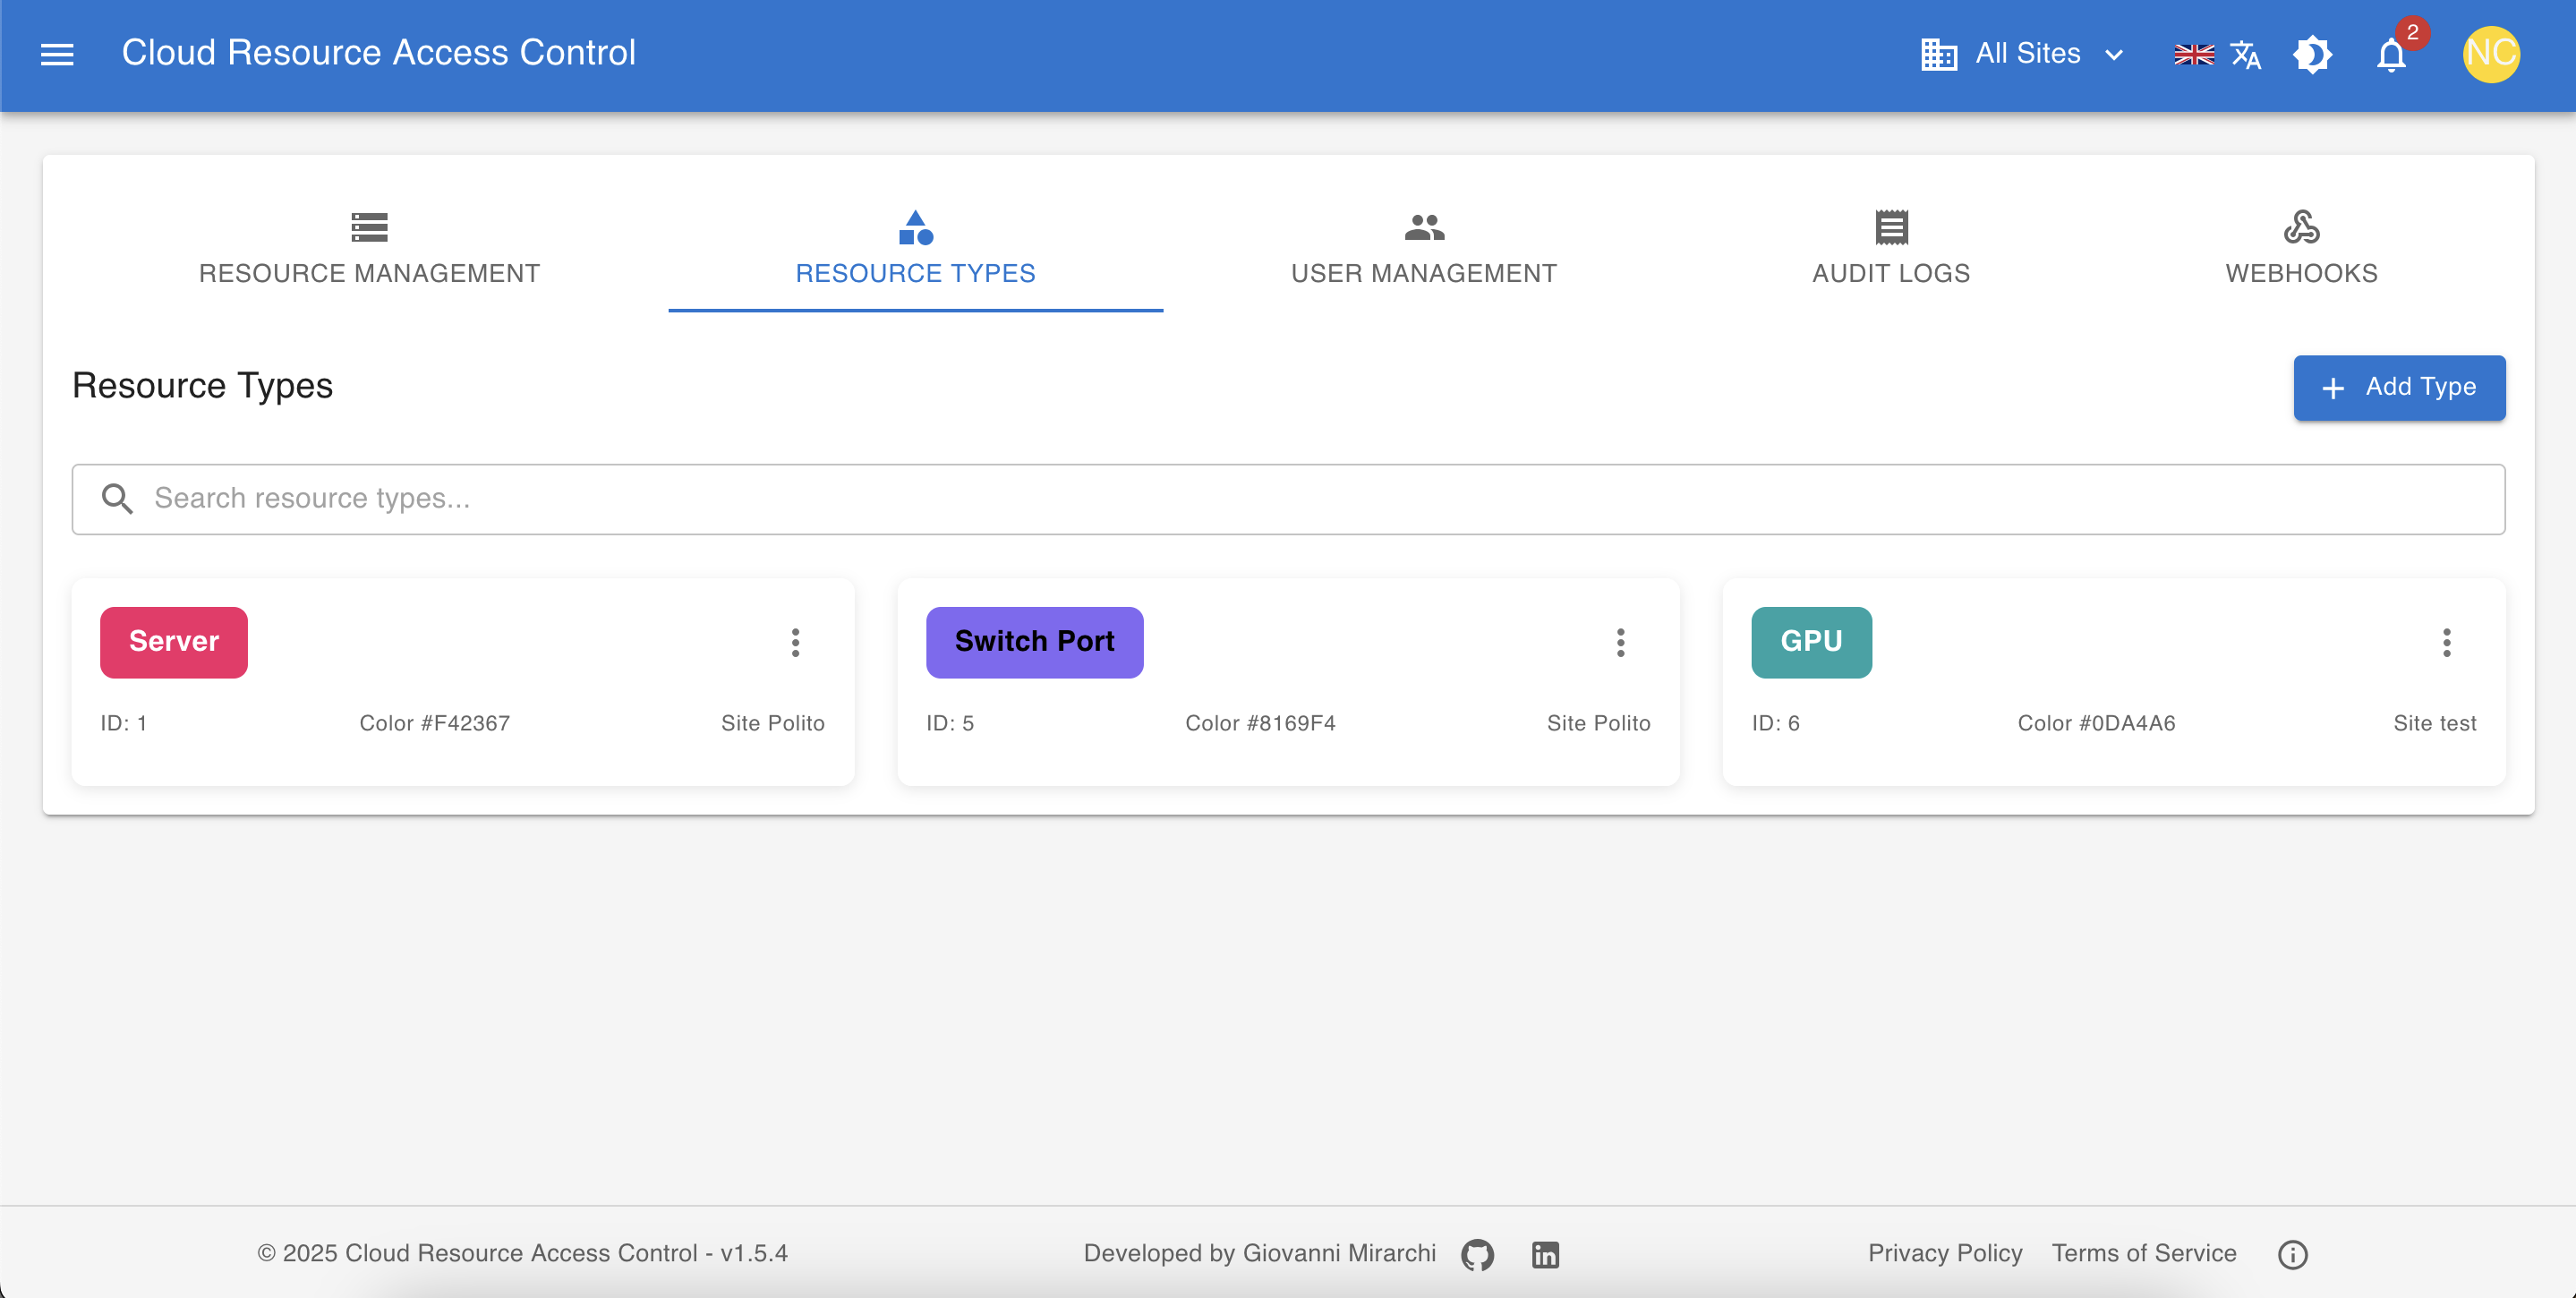 Cloud Resource Access Control
All Sites
2
NC
RESOURCE MANAGEMENT
RESOURCE TYPES
USER MANAGEMENT
AUDIT LOGS
WEBHOOKS
Resource Types
Add Type
Search resource types...
Server
ID: 1
Color #F42367
Site Polito
Switch Port
ID: 5
Color #8169F4
Site Polito
GPU
ID: 6
Color #0DA4A6
Site test
© 2025 Cloud Resource Access Control - v1.5.4
Developed by Giovanni Mirarchi
Privacy Policy
Terms of Service